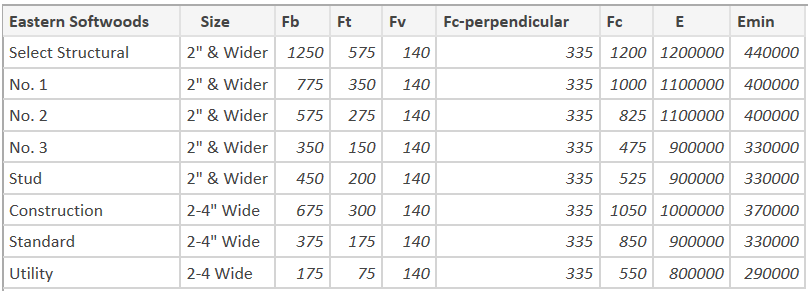 Eastern Softwoods Size Fb Ft Fv Fc-perpendicular Fc E Emin
Select Structural 2" & Wider 1250 575 140 335 1200 1200000 440000
No. 1 2" & Wider 775 350 140 335 1000 1100000 400000
No. 2 2" & Wider 575 275 140 335 825 1100000 400000
No. 3 2" & Wider 350 150 140 335 475 900000 330000
Stud 2" & Wider 450 200 140 335 525 900000 330000
Construction 2-4" Wide 675 300 140 335 1050 1000000 370000
Standard 2-4" Wide 375 175 140 335 850 900000 330000
Utility 2-4 Wide 175 75 140 335 550 800000 290000